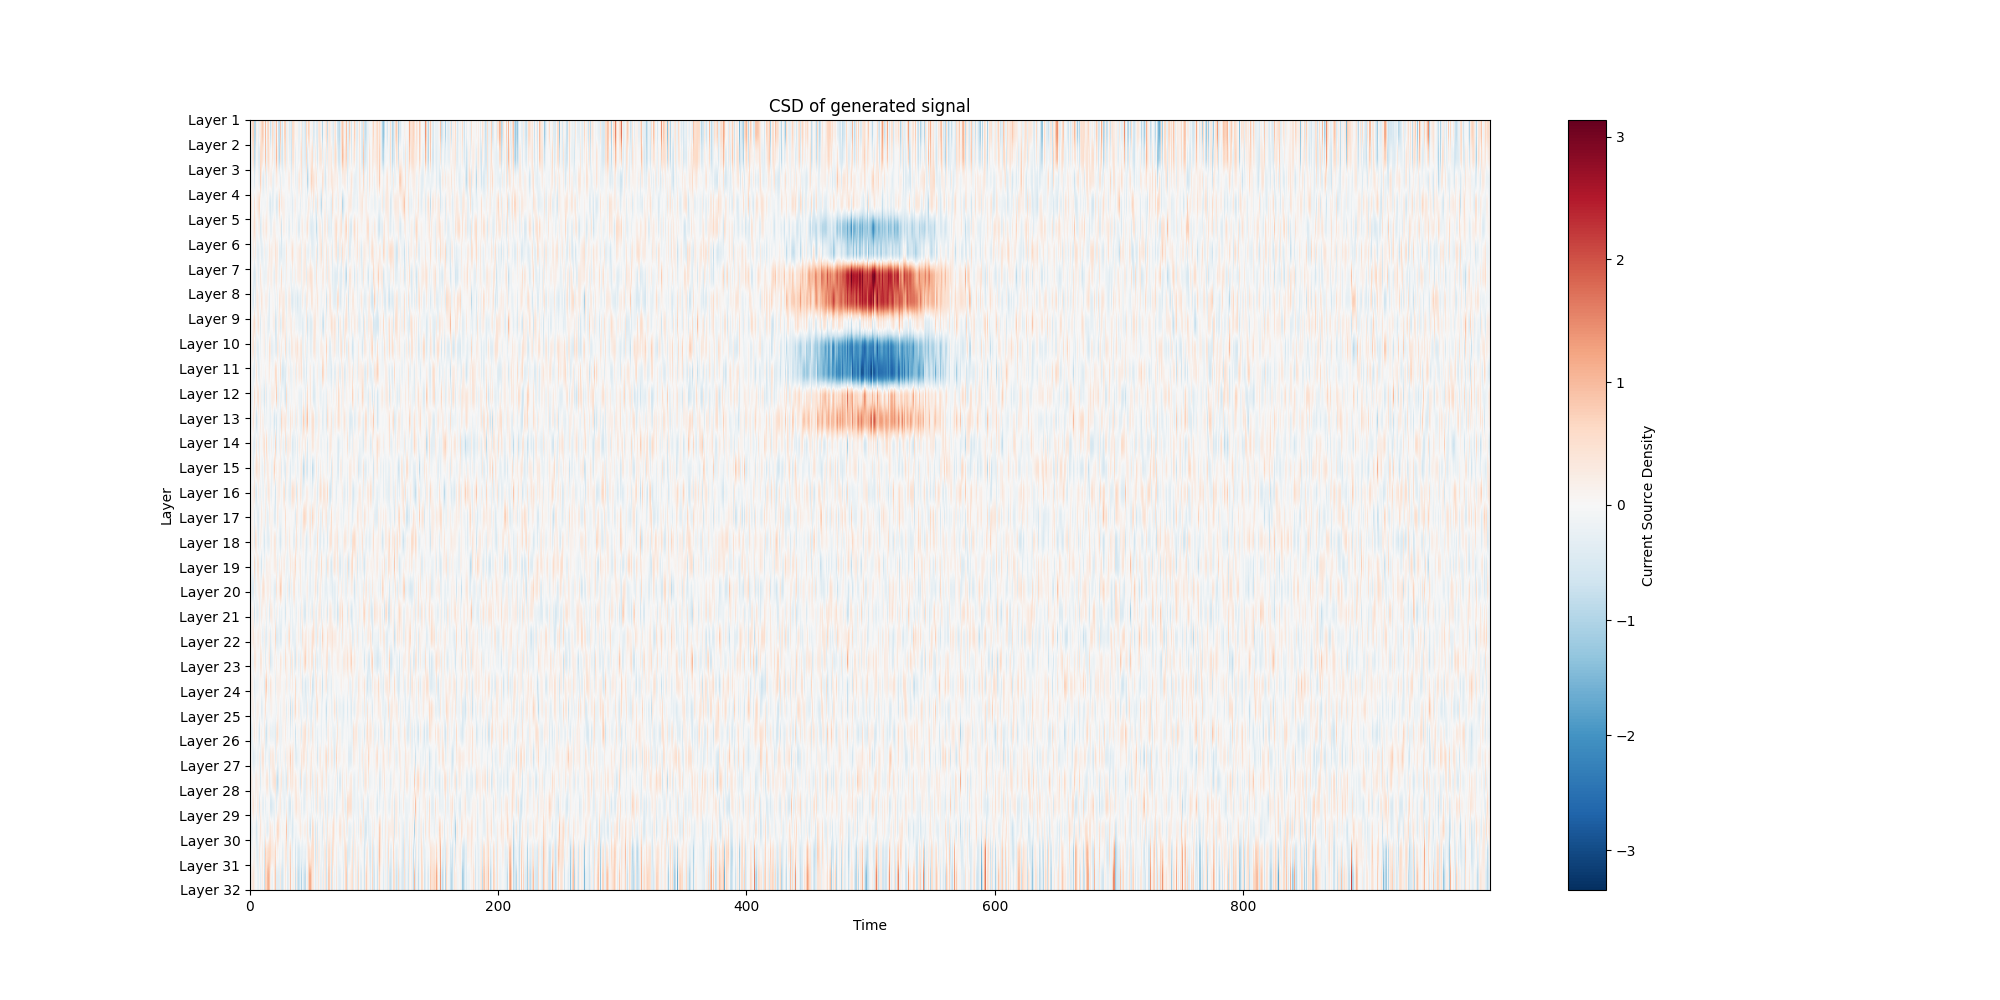 CSD of generated signal
Layer 1
Layer 2
Layer 3
Layer 4
Layer 5
Layer 6
Layer 7
Layer 8
Layer 9
Layer 10
Layer 11
Layer 12
Layer 13
Layer 14
Layer 15
Layer 16
Layer 17
Layer 18
Layer 19
Layer 20
Layer 21
Layer 22
Layer 23
Layer 24
Layer 25
Layer 26
Layer 27
Layer 28
Layer 29
Layer 30
Layer 31
Layer 32
Layer
0 200 400 600 800
Time
3
2
1
0
−1
−2
−3
Current Source Density